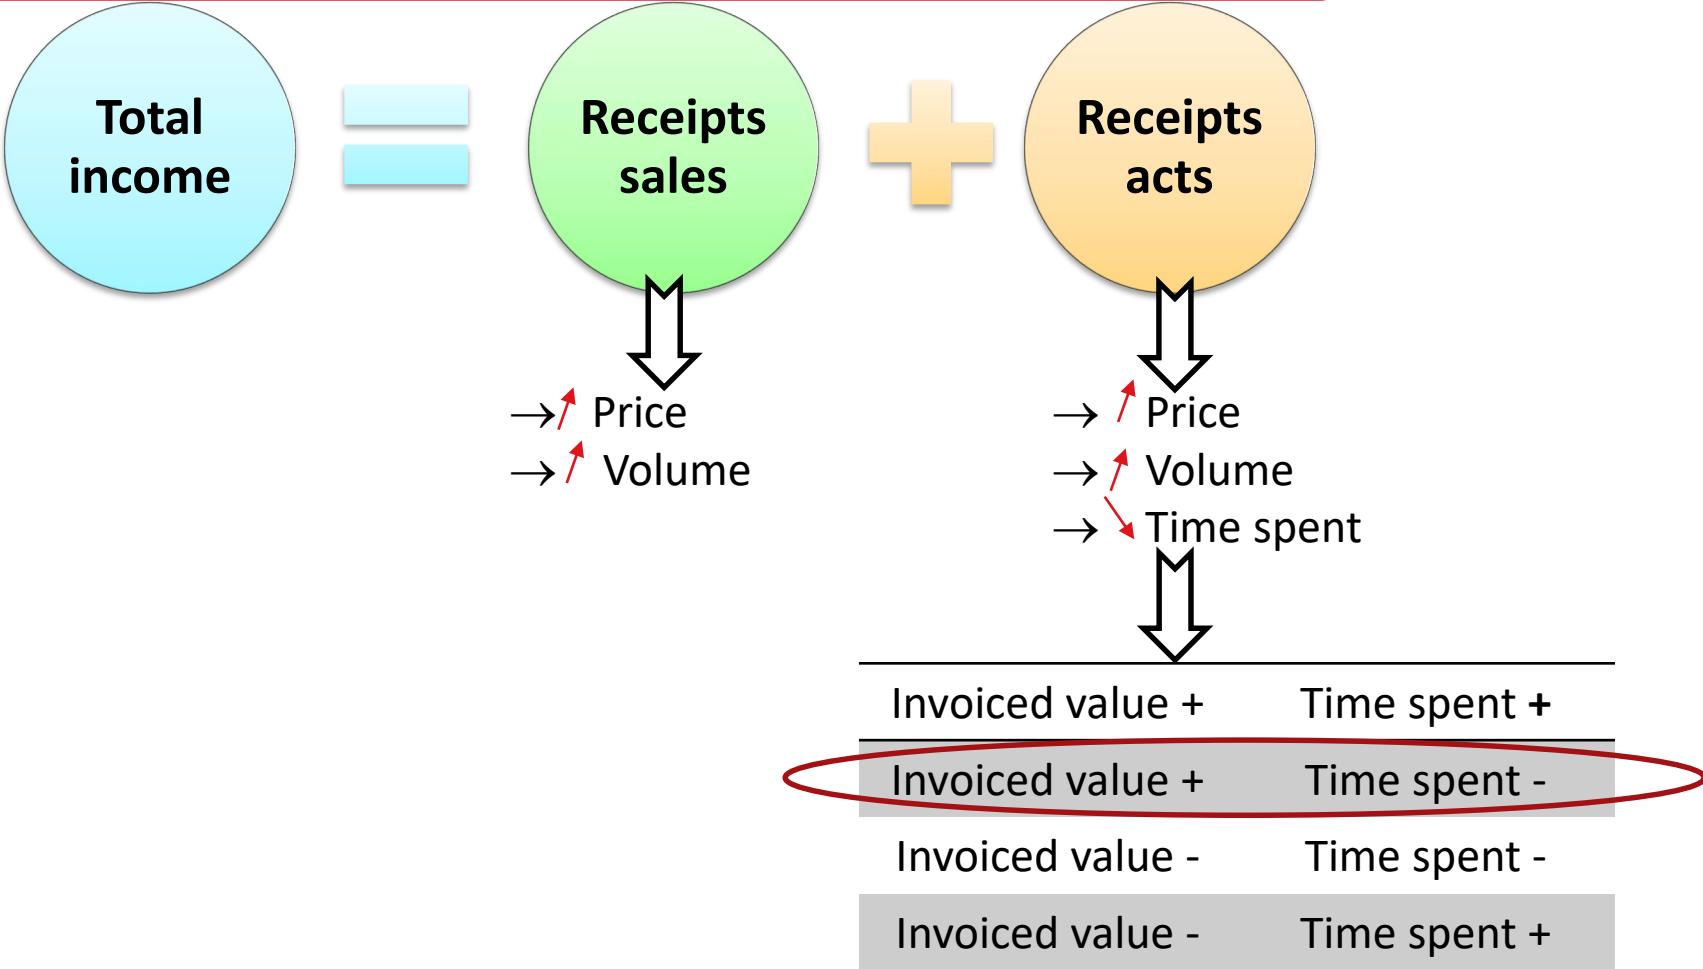 Total
income
Receipts
sales
Receipts
acts
→ Price
→ Volume
→ Price
→ Volume
→ Time spent
Invoiced value + Time spent +
Invoiced value + Time spent -
Invoiced value - Time spent -
Invoiced value - Time spent +